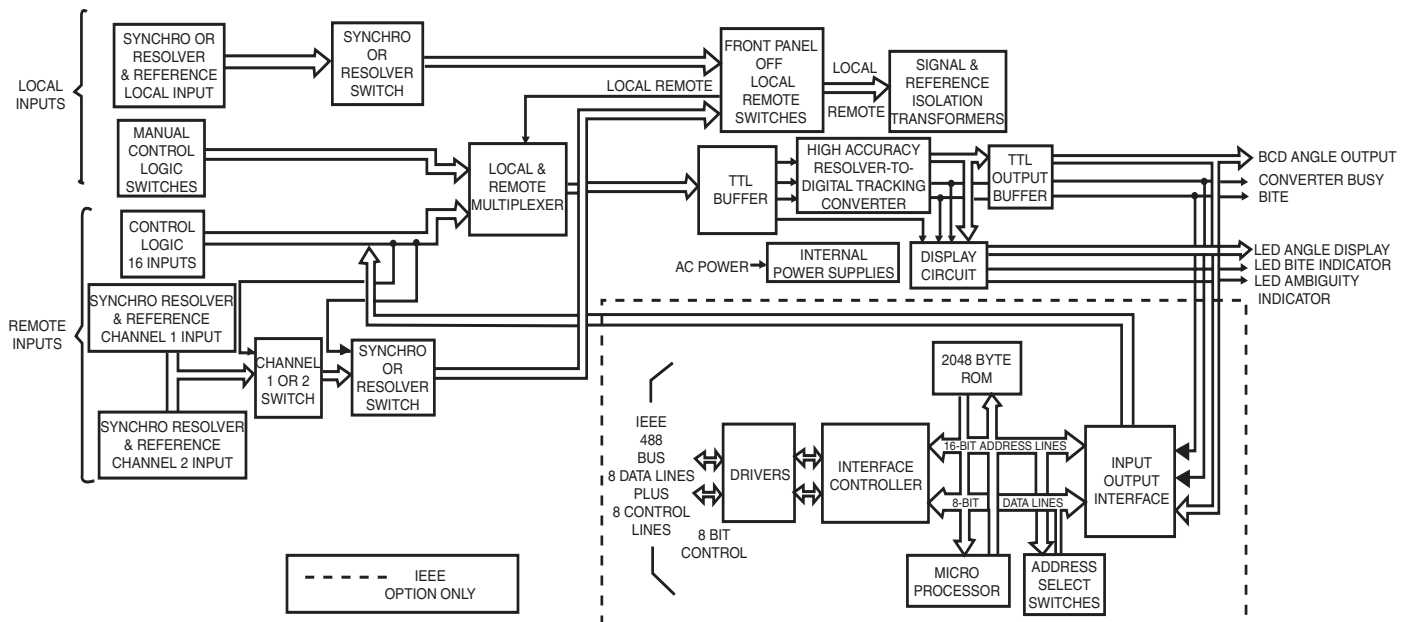 LOCAL
INPUTS
SYNCHRO OR
RESOLVER
& REFERENCE
LOCAL INPUT
SYNCHRO
OR
RESOLVER
SWITCH
FRONT PANEL
OFF
LOCAL
REMOTE
SWITCHES
LOCAL
REMOTE
SIGNAL &
REFERENCE
ISOLATION
TRANSFORMERS
LOCAL REMOTE
MANUAL
CONTROL
LOGIC
SWITCHES
LOCAL &
REMOTE
MULTIPLEXER
TTL
BUFFER
HIGH ACCURACY
RESOLVER-TO-
DIGITAL TRACKING
CONVERTER
TTL
OUTPUT
BUFFER
BCD ANGLE OUTPUT
CONVERTER BUSY
BITE
CONTROL
LOGIC
16 INPUTS
AC POWER
INTERNAL
POWER SUPPLIES
DISPLAY
CIRCUIT
LED ANGLE DISPLAY
LED BITE INDICATOR
LED AMBIGUITY
INDICATOR
REMOTE
INPUTS
SYNCHRO RESOLVER
& REFERENCE
CHANNEL 1 INPUT
CHANNEL
1 OR 2
SWITCH
SYNCHRO
OR
RESOLVER
SWITCH
SYNCHRO RESOLVER
& REFERENCE
CHANNEL 2 INPUT
2048 BYTE
ROM
IEEE
488
BUS
8 DATA LINES
PLUS
8 CONTROL
LINES
8 BIT
CONTROL
DRIVERS
INTERFACE
CONTROLLER
16-BIT ADDRESS LINES
8-BIT DATA LINES
INPUT
OUTPUT
INTERFACE
MICRO
PROCESSOR
ADDRESS
SELECT
SWITCHES
IEEE
OPTION ONLY